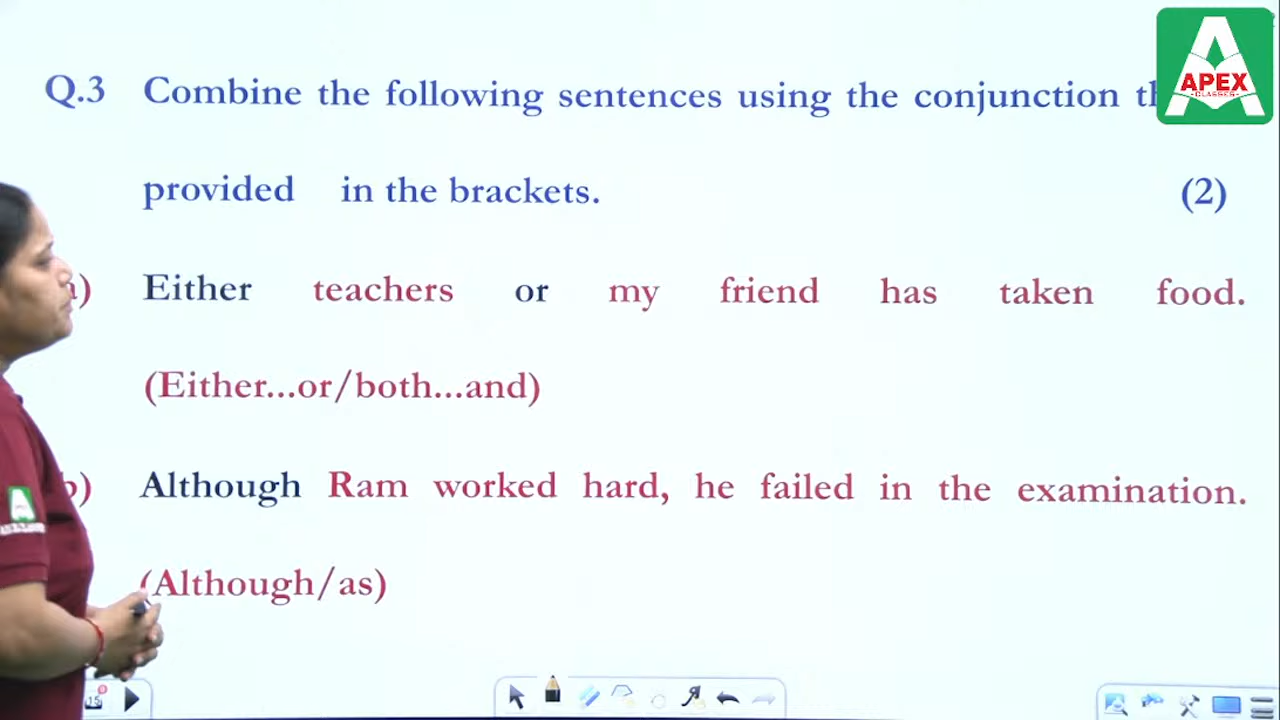 APEX
CLASSES
Q.3 Combine the following sentences using the conjunction
provided in the brackets. (2)
Either teachers or my friend has taken food.
(Either...or/both...and)
b) Although Ram worked hard, he failed in the examination.
(Although/as)